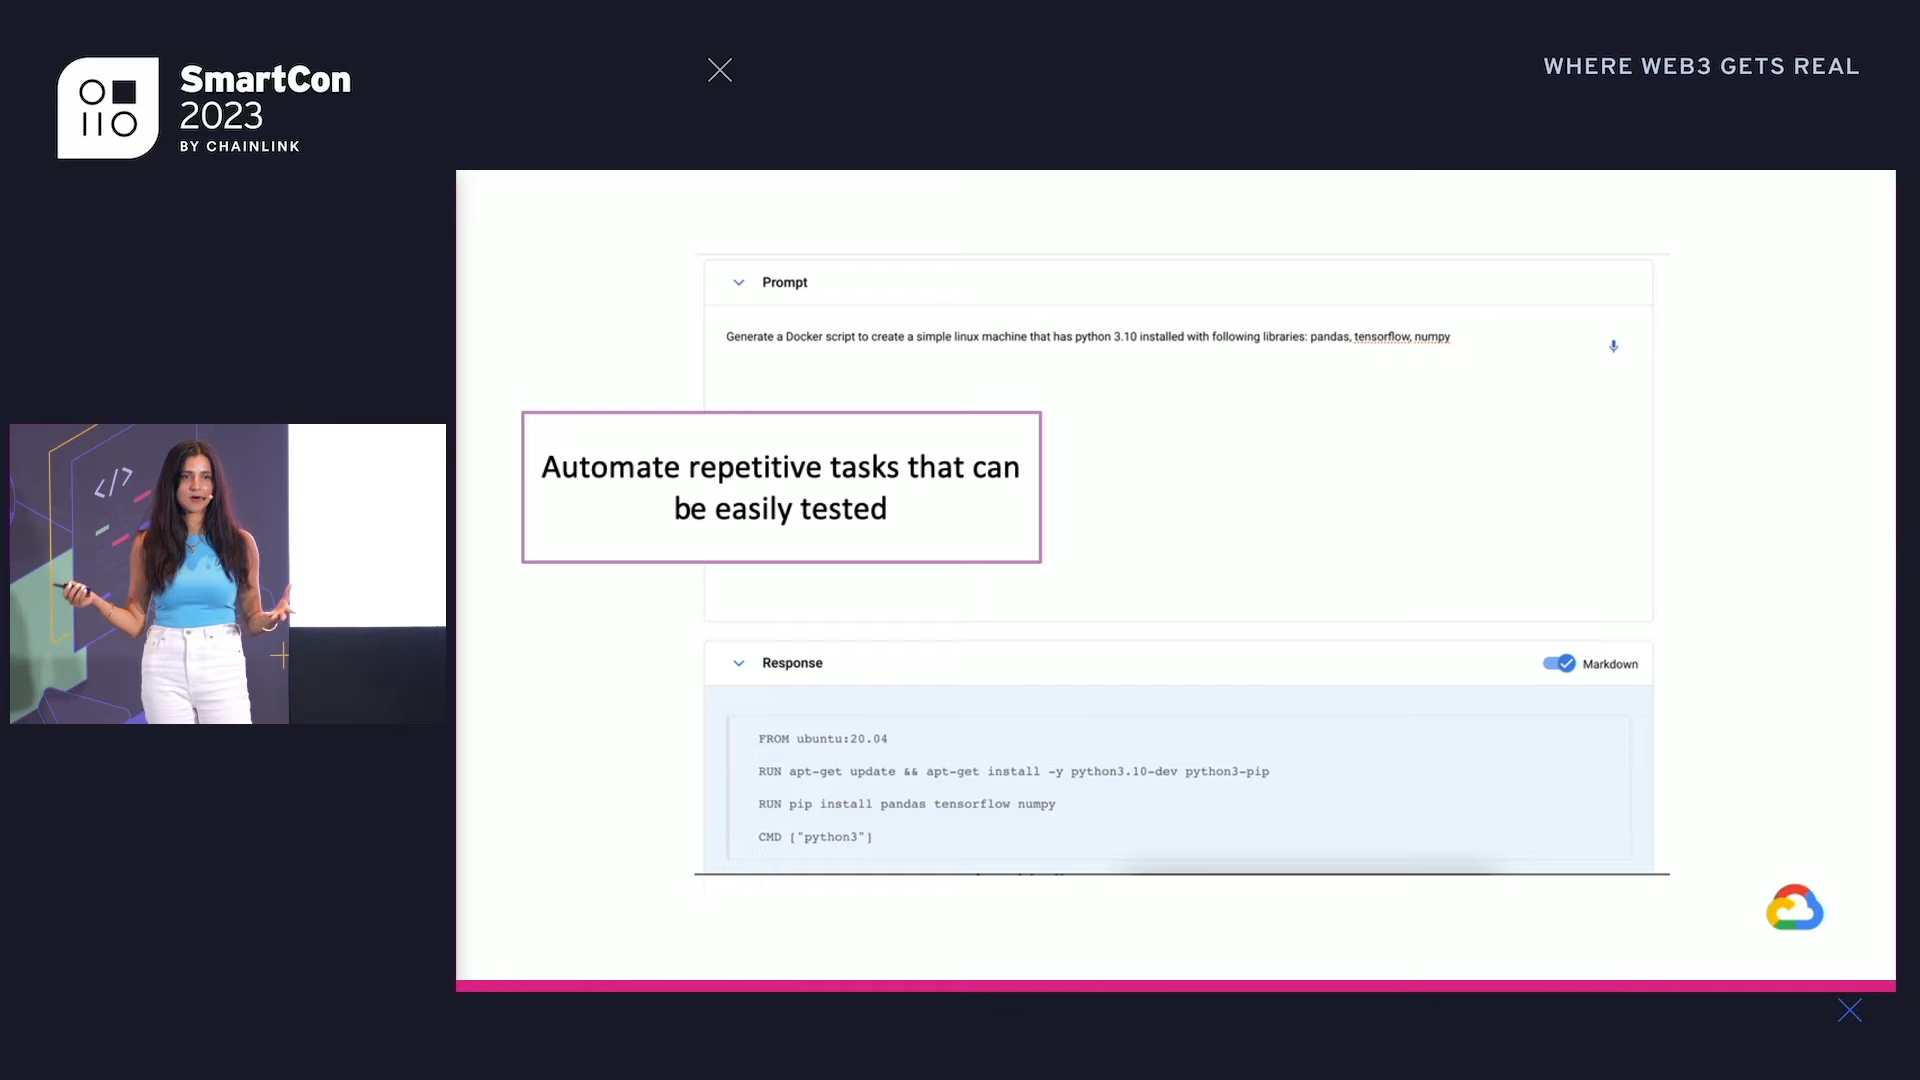 SmartCon
2023
BY CHAINLINK
WHERE WEB3 GETS REAL
</>
Prompt
Generate a Docker script to create a simple linux machine that has python 3.10 installed with following libraries: pandas, tensorflow, numpy
Automate repetitive tasks that can
be easily tested
Response
Markdown
FROM ubuntu:20.04
RUN apt-get update && apt-get install -y python3.10-dev python3-pip
RUN pip install pandas tensorflow numpy
CMD ["python3"]